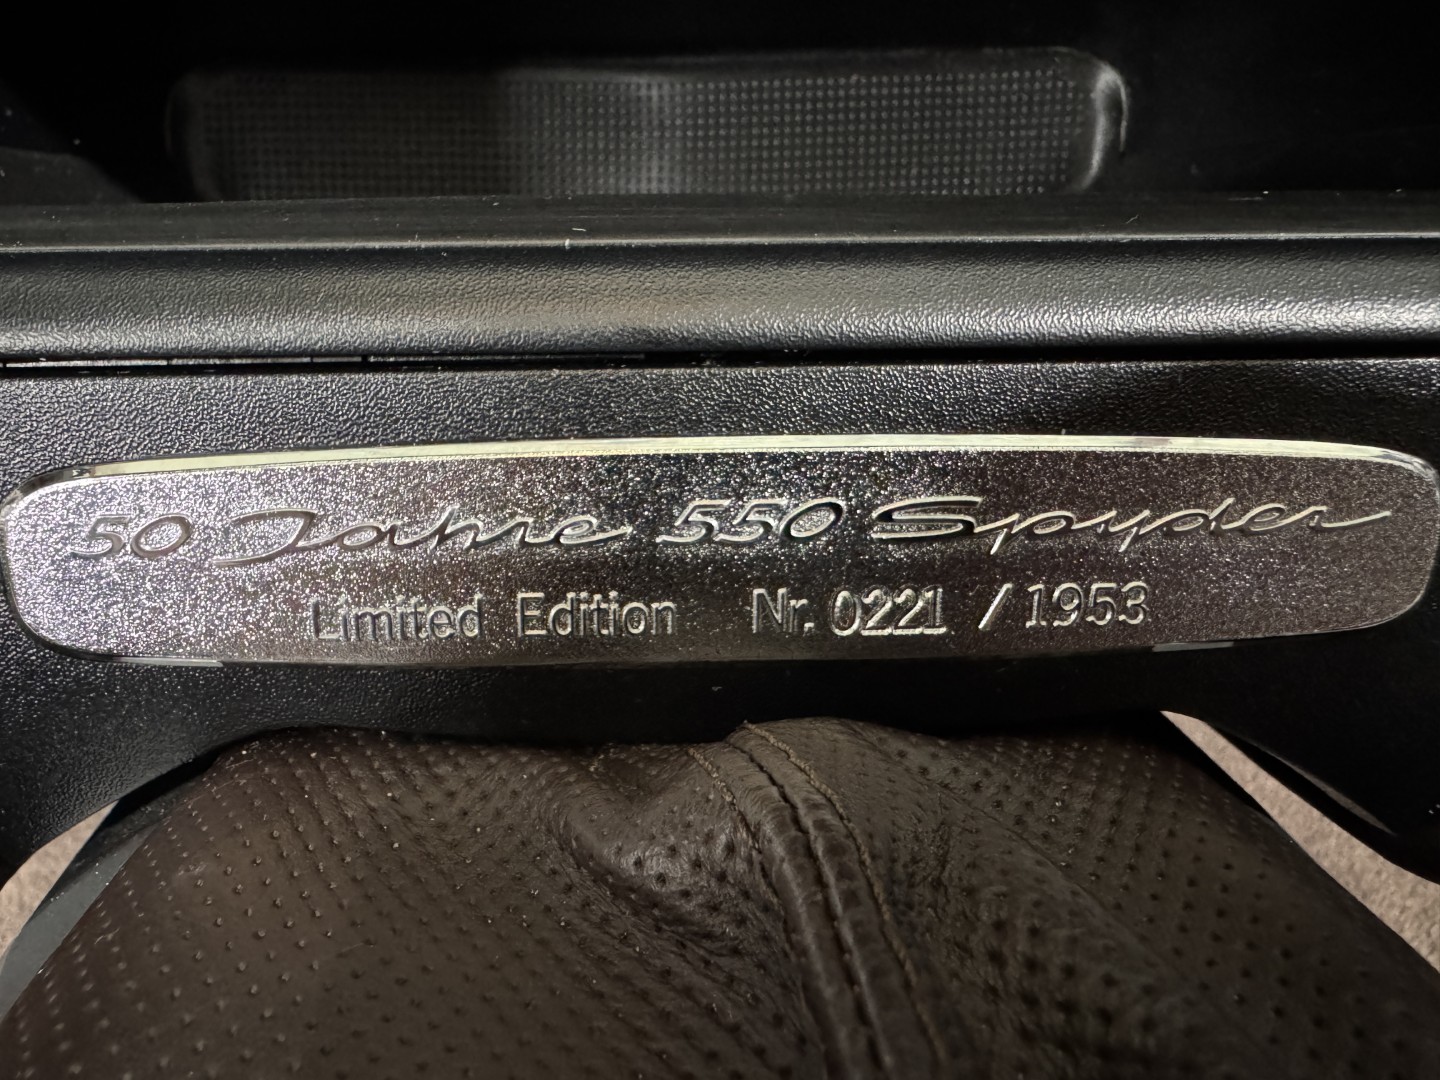 50 Jahre 550 Spyder
Limited Edition Nr. 0221 / 1953